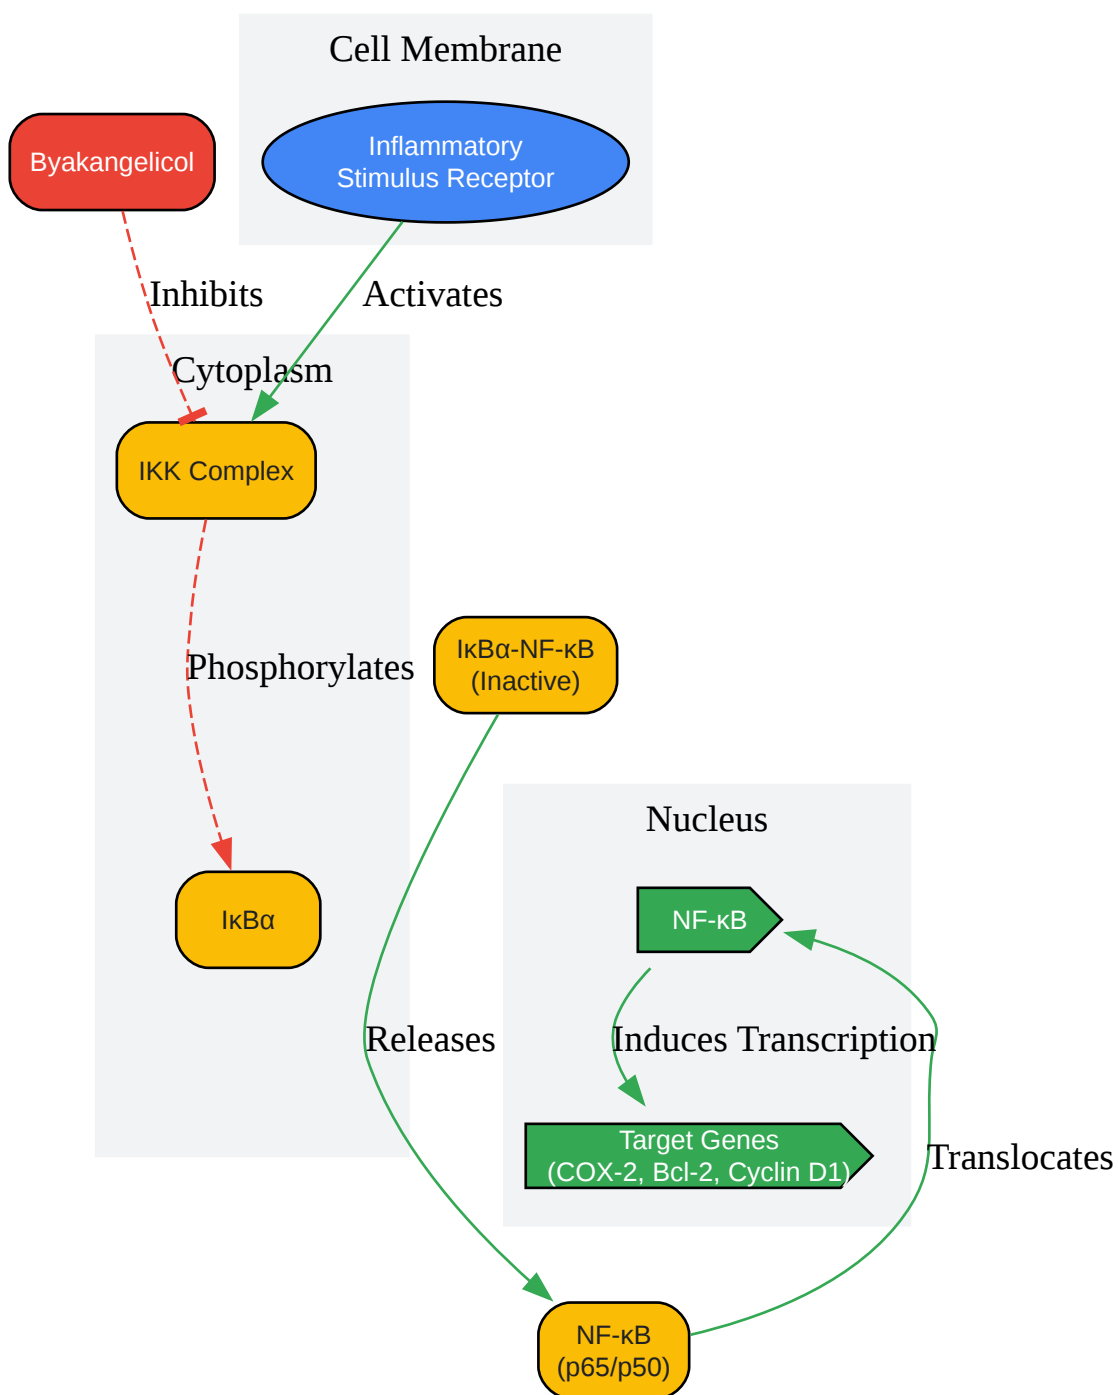 Cell Membrane
Byakangelicol
Inflammatory
Stimulus Receptor
Inhibits
Activates
Cytoplasm
IKK Complex
Phosphorylates
IκBα-NF-κB
(Inactive)
Nucleus
NF-κB
IκBα
Releases
Induces Transcription
Target Genes
(COX-2, Bcl-2, Cyclin D1)
Translocates
NF-κB
(p65/p50)